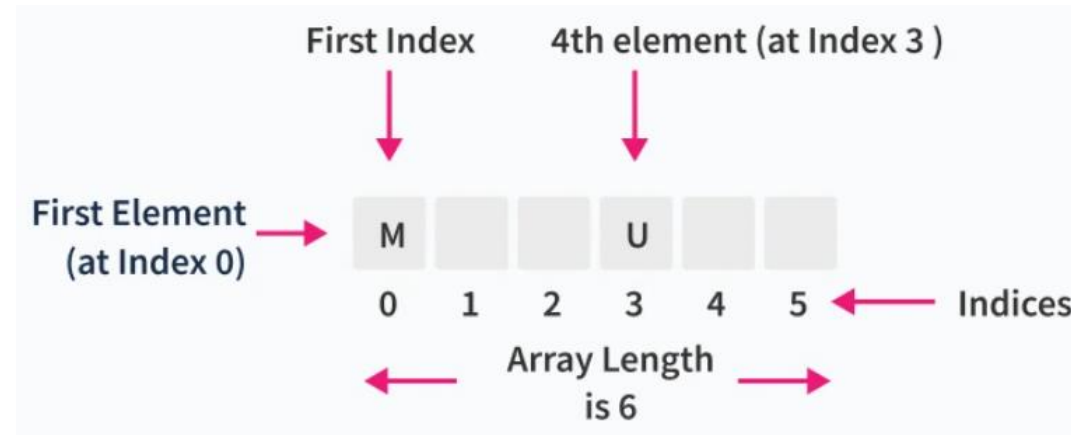 First Index
4th element (at Index 3 )
First Element
(at Index 0)
M U
0 1 2 3 4 5
Indices
Array Length
is 6